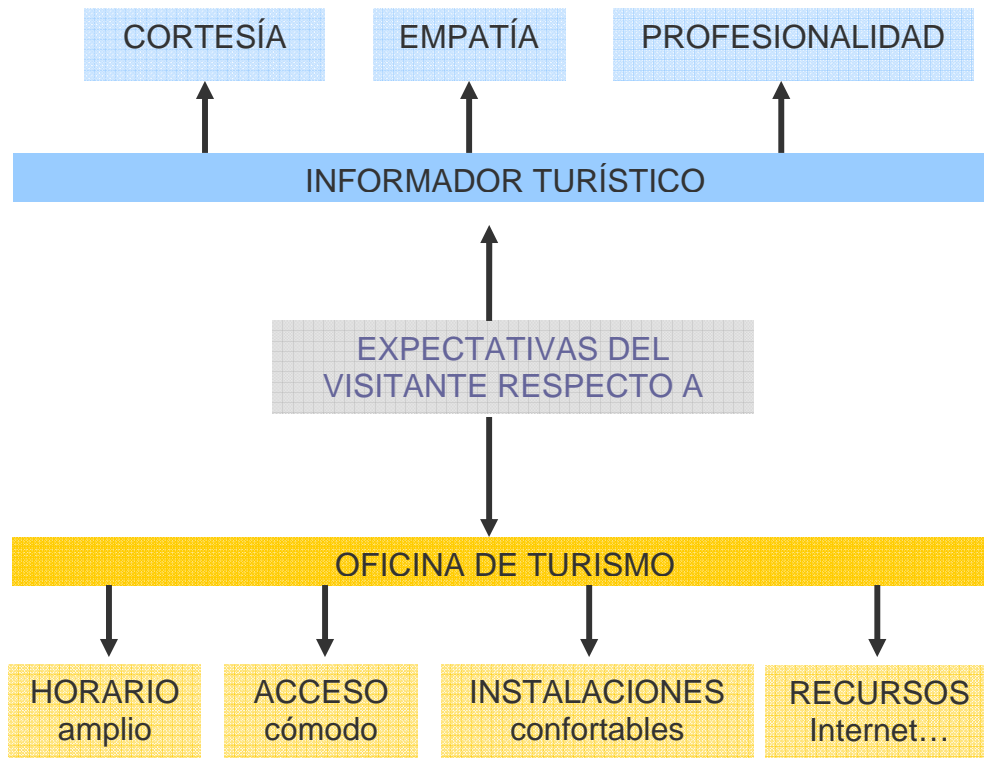 CORTESÍA
EMPATÍA
PROFESIONALIDAD
INFORMADOR TURÍSTICO
EXPECTATIVAS DEL
VISITANTE RESPECTO A
OFICINA DE TURISMO
HORARIO
amplio
ACCESO
cómodo
INSTALACIONES
confortables
RECURSOS
Internet…